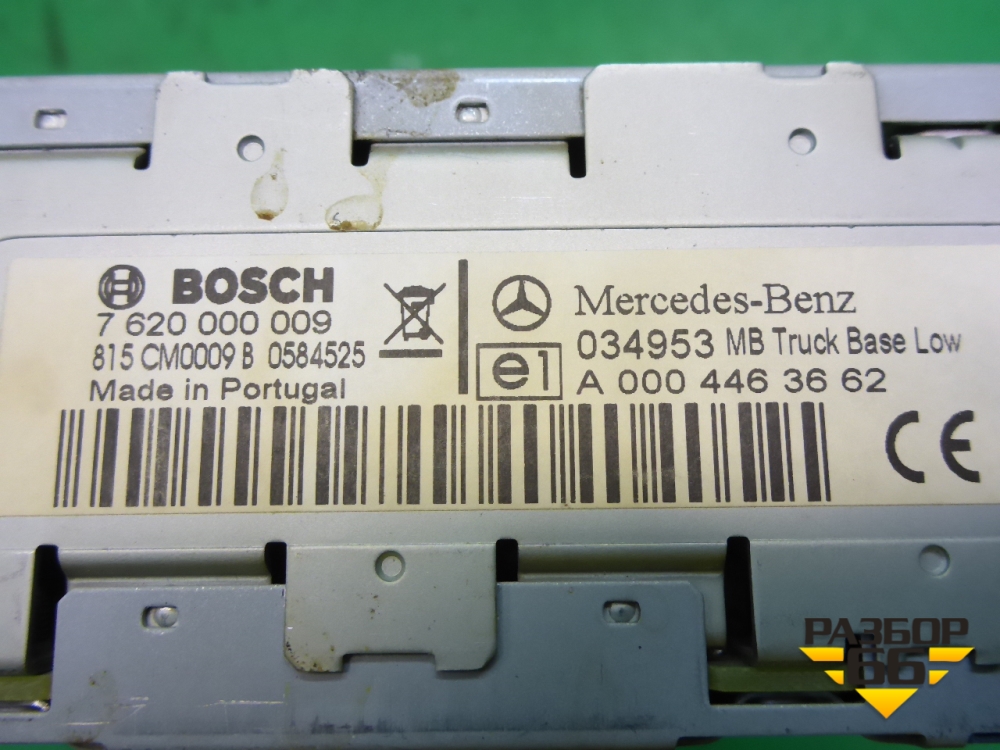 BOSCH
7 620 000 009
815 CM0009 B 0584525
Made in Portugal
Mercedes-Benz
034953 MB Truck Base Low
e1 A 000 446 36 62
CE
РАЗБОР
66